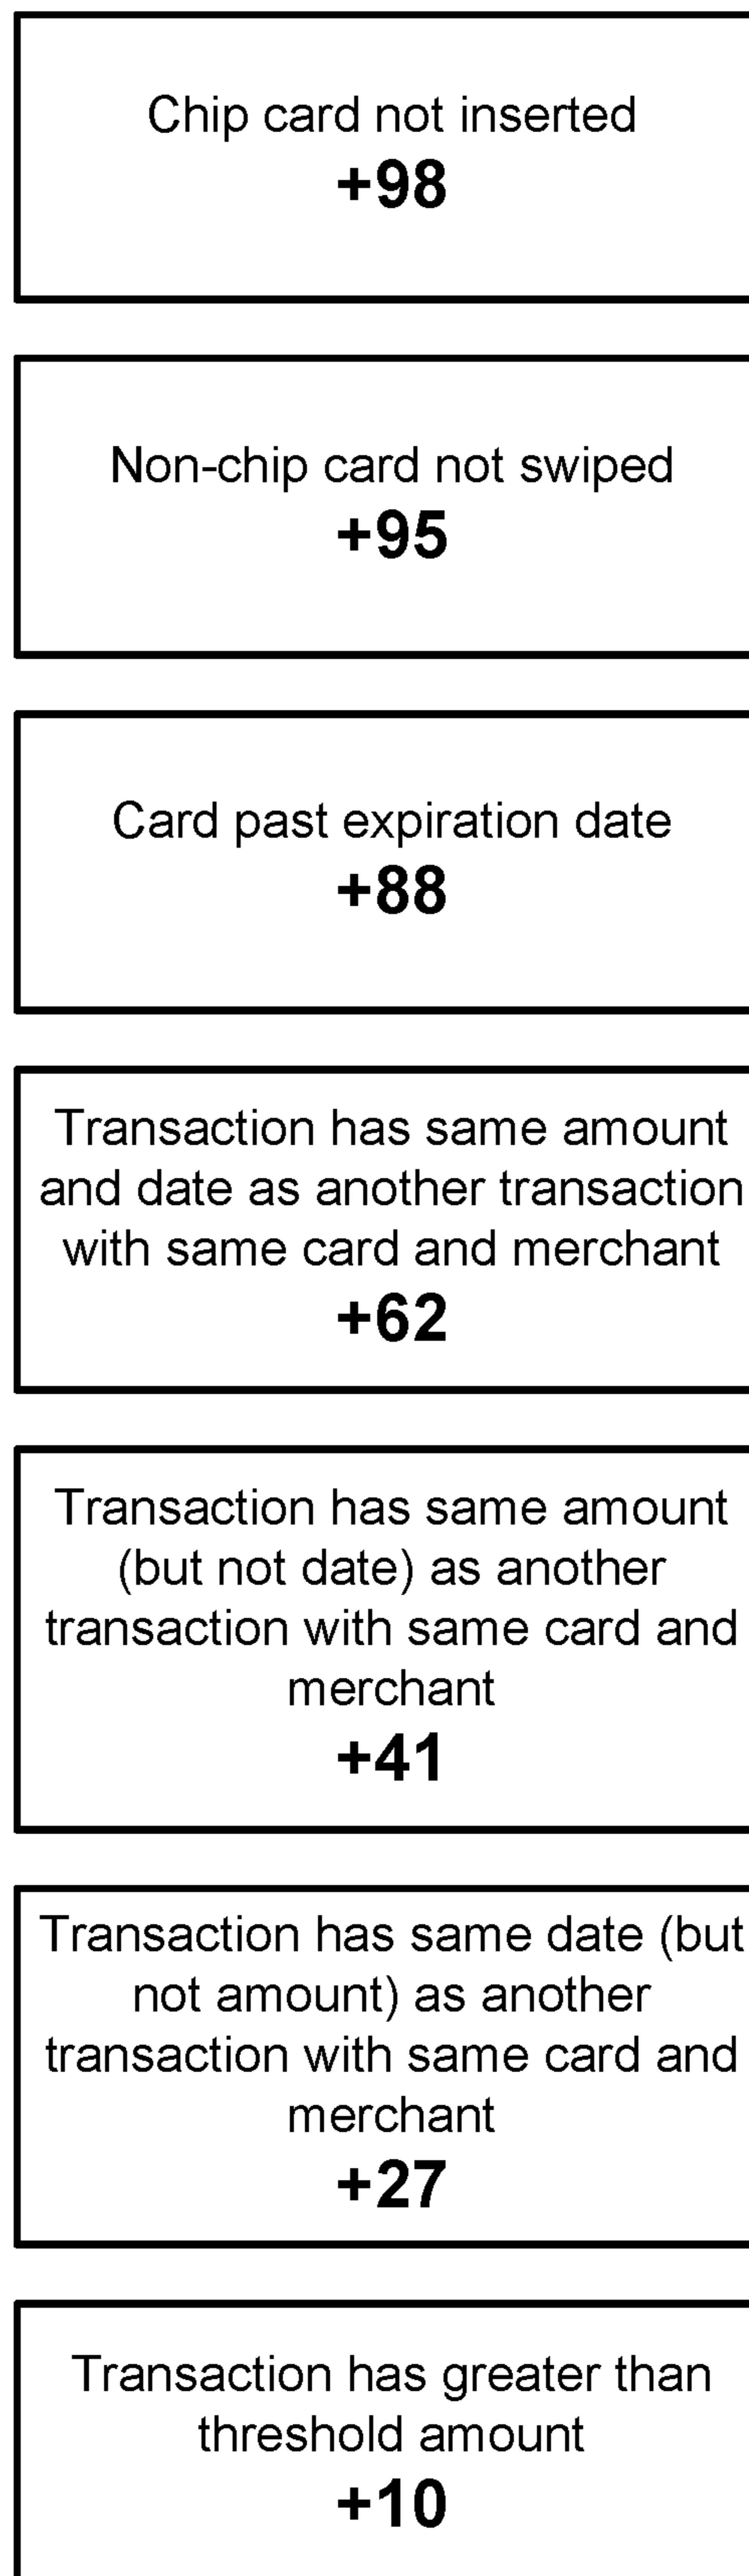 Chip card not inserted
+98
Non-chip card not swiped
+95
Card past expiration date
+88
Transaction has same amount
and date as another transaction
with same card and merchant
+62
Transaction has same amount
(but not date) as another
transaction with same card and
merchant
+41
Transaction has same date (but
not amount) as another
transaction with same card and
merchant
+27
Transaction has greater than
threshold amount
+10